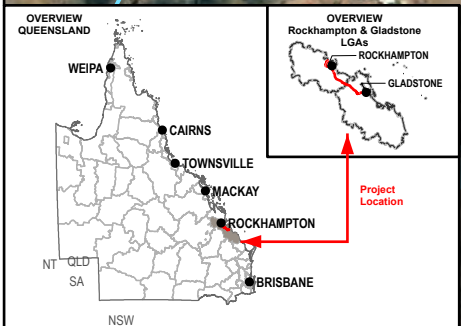 OVERVIEW
QUEENSLAND
WEIPA
CAIRNS
TOWNSVILLE
MACKAY
ROCKHAMPTON
BRISBANE
NT QLD
SA
NSW
OVERVIEW
Rockhampton & Gladstone
LGAs
ROCKHAMPTON
GLADSTONE
Project
Location